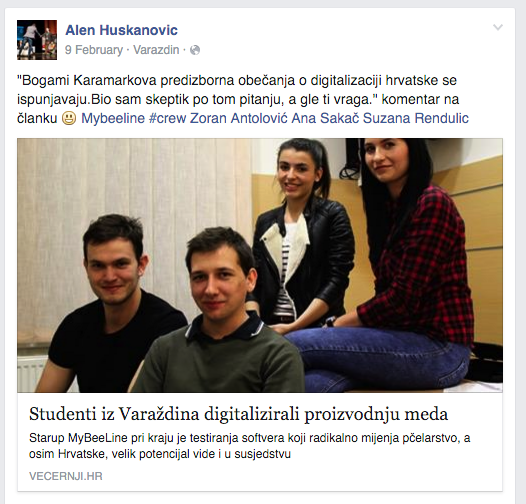 Alen Huskanovic
9 February · Varazdin ·
"Bogami Karamarkova predizborna obećanja o digitalizaciji hrvatske se
ispunjavaju.Bio sam skeptik po tom pitanju, a gle ti vraga." komentar na
članku 😃 Mybeeline #crew Zoran Antolović Ana Sakač Suzana Rendulic
Studenti iz Varaždina digitalizirali proizvodnju meda
Starup MyBeeLine pri kraju je testiranja softvera koji radikalno mijenja pčelarstvo, a
osim Hrvatske, velik potencijal vide i u susjedstvu
VECERNJI.HR